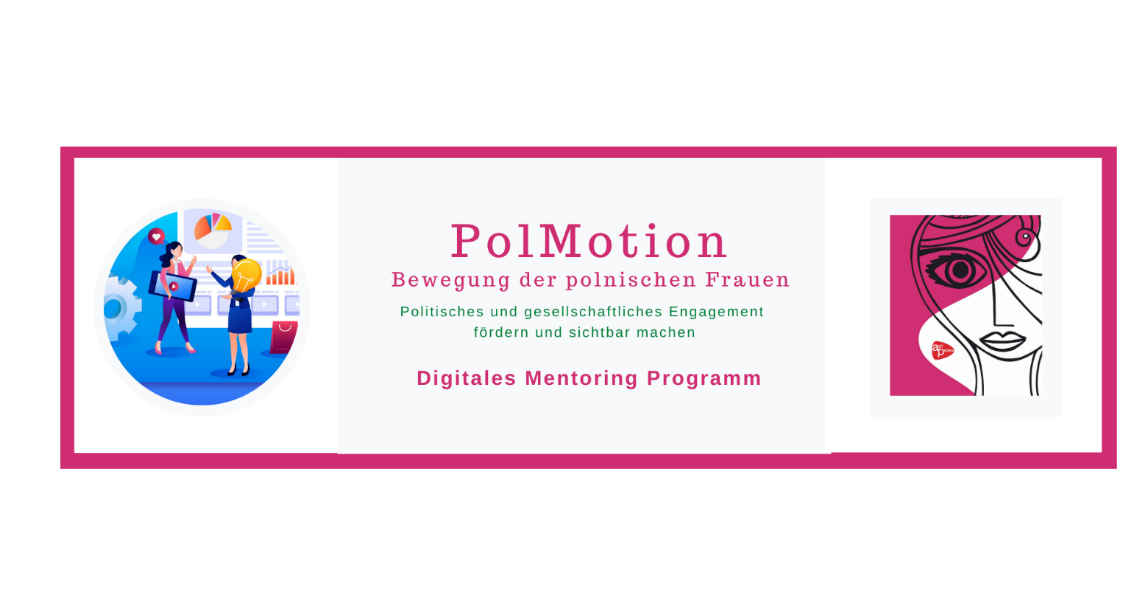 PolMotion
Bewegung der polnischen Frauen
Politisches und gesellschaftliches Engagement
fördern und sichtbar machen
Digitales Mentoring Programm